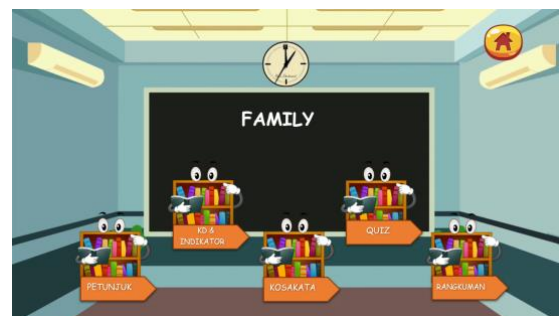 FAMILY
KD &
INDIKATOR
QUIZ
PETUNJUK
KOSAKATA
RANGKUMAN